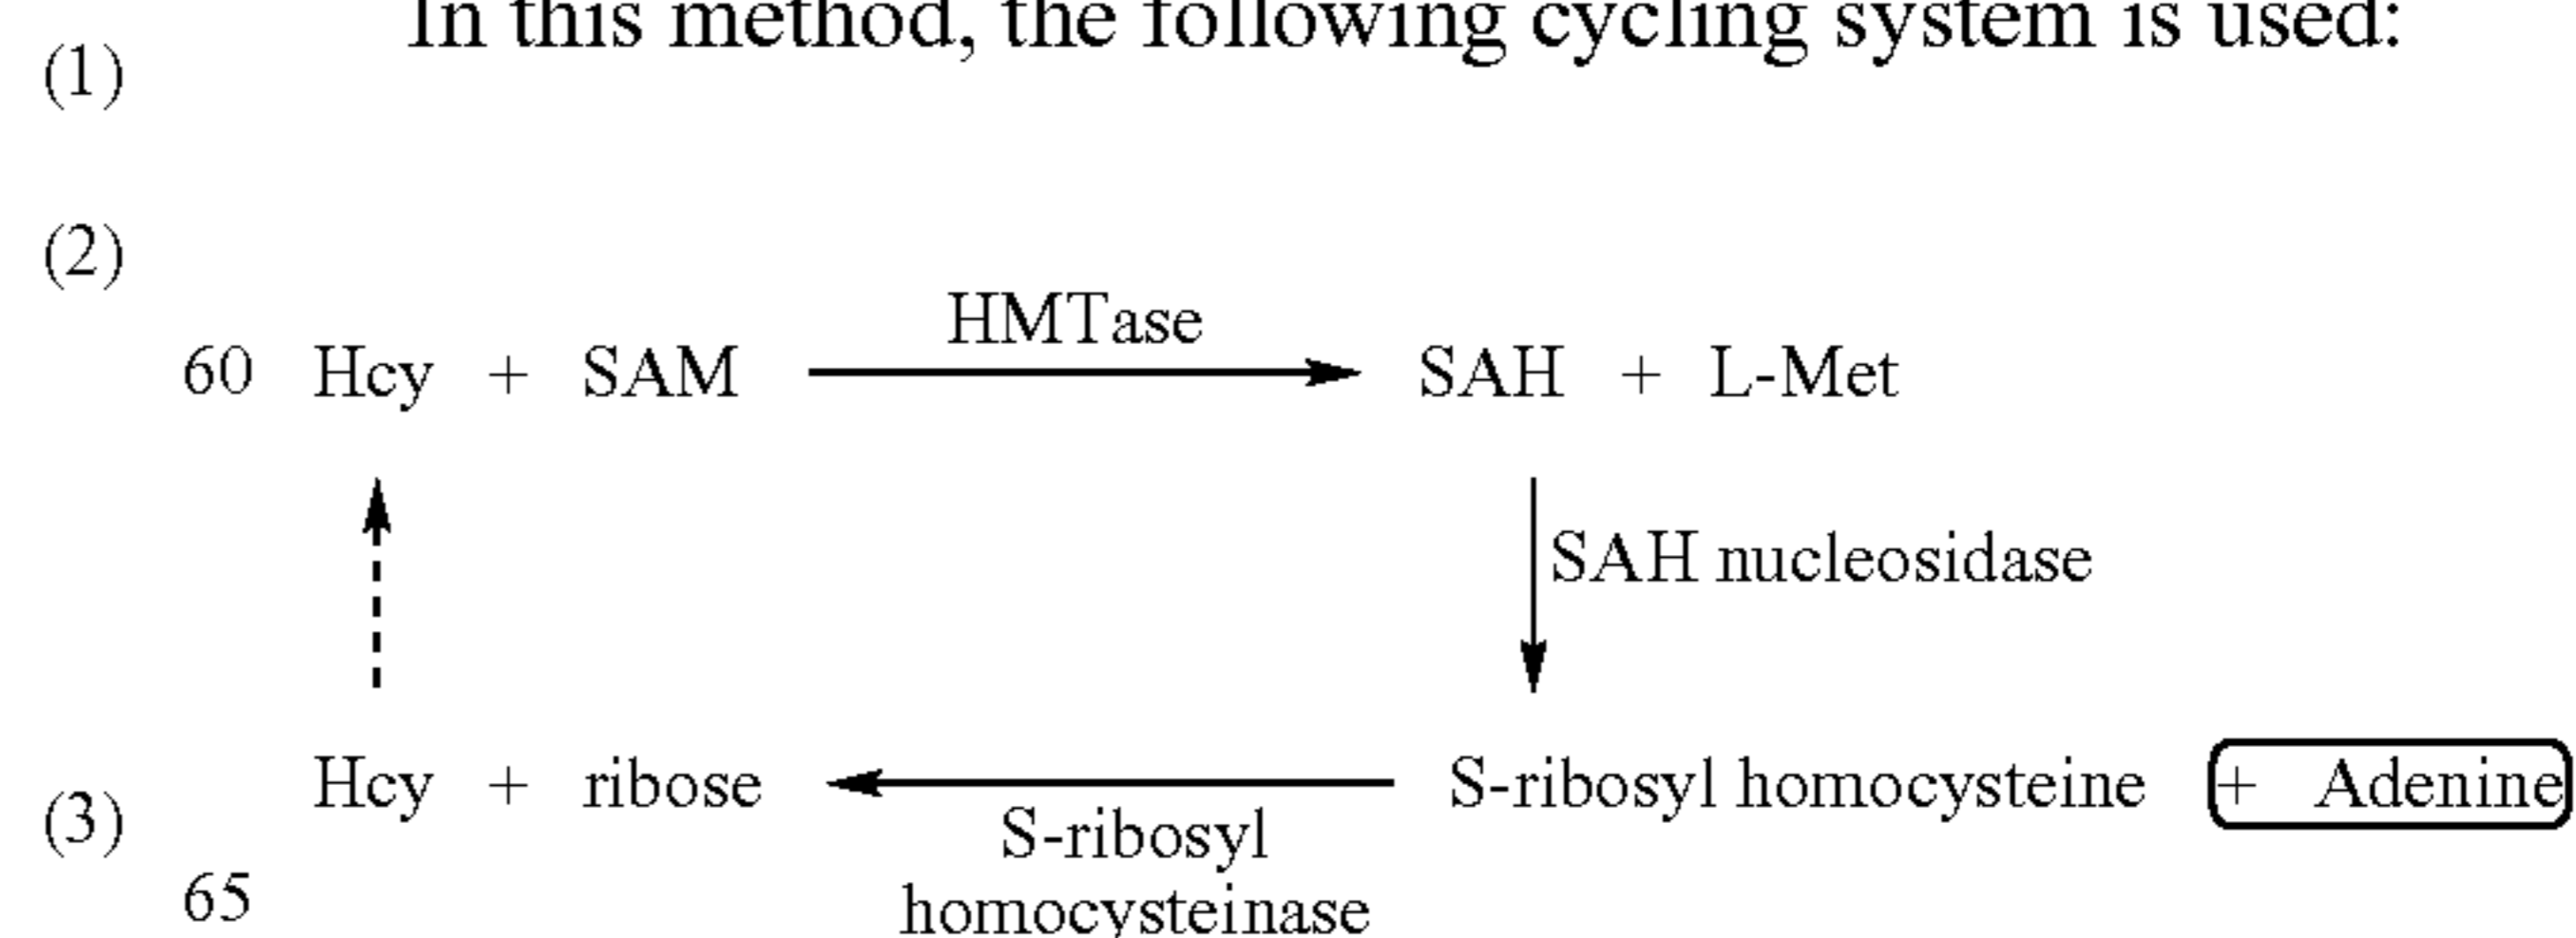 In this method, the following cycling system is used:
(1)
(2)
HMTase
60 Hcy + SAM SAH + L-Met
SAH nucleosidase
Hcy + ribose S-ribosyl homocysteine + Adenine
(3)
S-ribosyl
homocysteinase
65